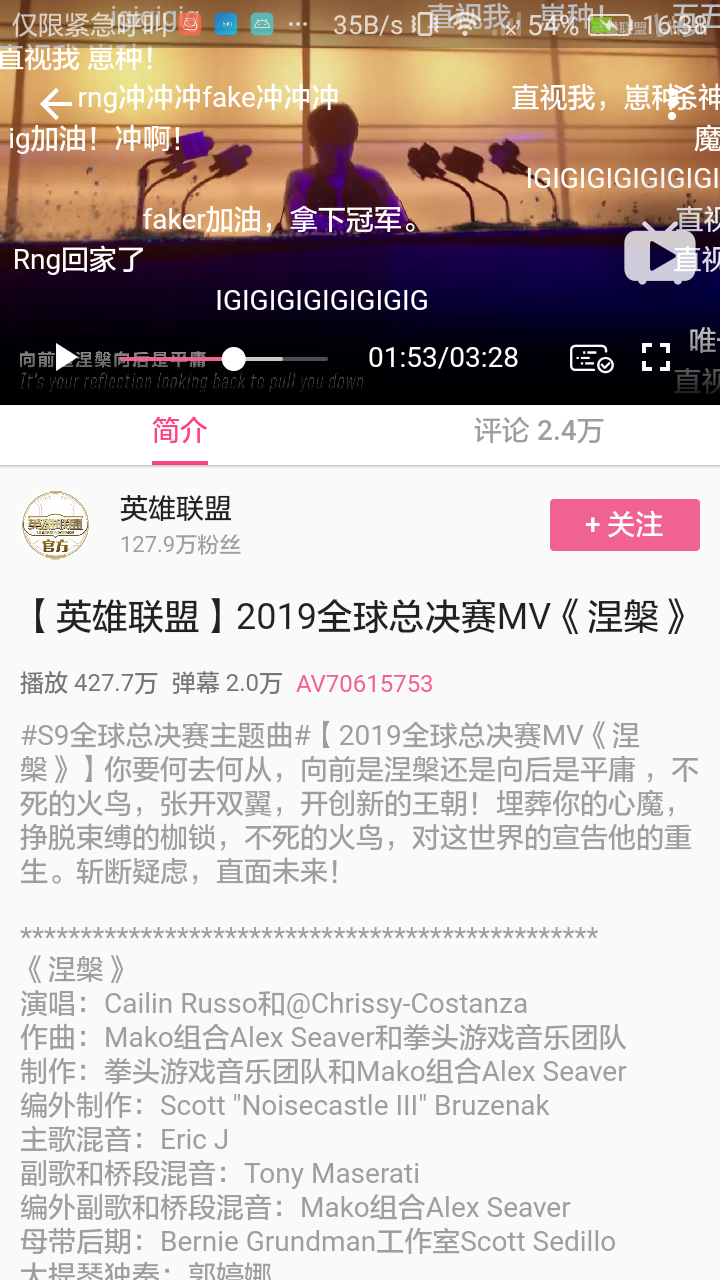 仅限紧急呼叫 igigigig ··· 35B/s 54% 16:38
直视我，崽种！
直视我 崽种！
rng冲冲冲fake冲冲冲
直视我，崽种
杀神
ig加油！冲啊！
魔
IGIGIGIGIGIGIGI
faker加油，拿下冠军。
直视
Rng回家了
直视
IGIGIGIGIGIGIGIG
唯
向前是涅槃向后是平庸
01:53/03:28
It's your reflection looking back to pull you down
直视
简介
评论 2.4万
英雄联盟
官方
英雄联盟
127.9万粉丝
+ 关注
【英雄联盟】2019全球总决赛MV《涅槃》
播放 427.7万 弹幕 2.0万 AV70615753
#S9全球总决赛主题曲#【2019全球总决赛MV《涅
槃》】你要何去何从，向前是涅槃还是向后是平庸 ，不
死的火鸟，张开双翼，开创新的王朝！埋葬你的心魔，
挣脱束缚的枷锁，不死的火鸟，对这世界的宣告他的重
生。斩断疑虑，直面未来！
************************************************
《涅槃》
演唱：Cailin Russo和@Chrissy-Costanza
作曲：Mako组合Alex Seaver和拳头游戏音乐团队
制作：拳头游戏音乐团队和Mako组合Alex Seaver
编外制作：Scott "Noisecastle III" Bruzenak
主歌混音：Eric J
副歌和桥段混音：Tony Maserati
编外副歌和桥段混音：Mako组合Alex Seaver
母带后期：Bernie Grundman工作室Scott Sedillo
大提琴独奏：郭婷娜